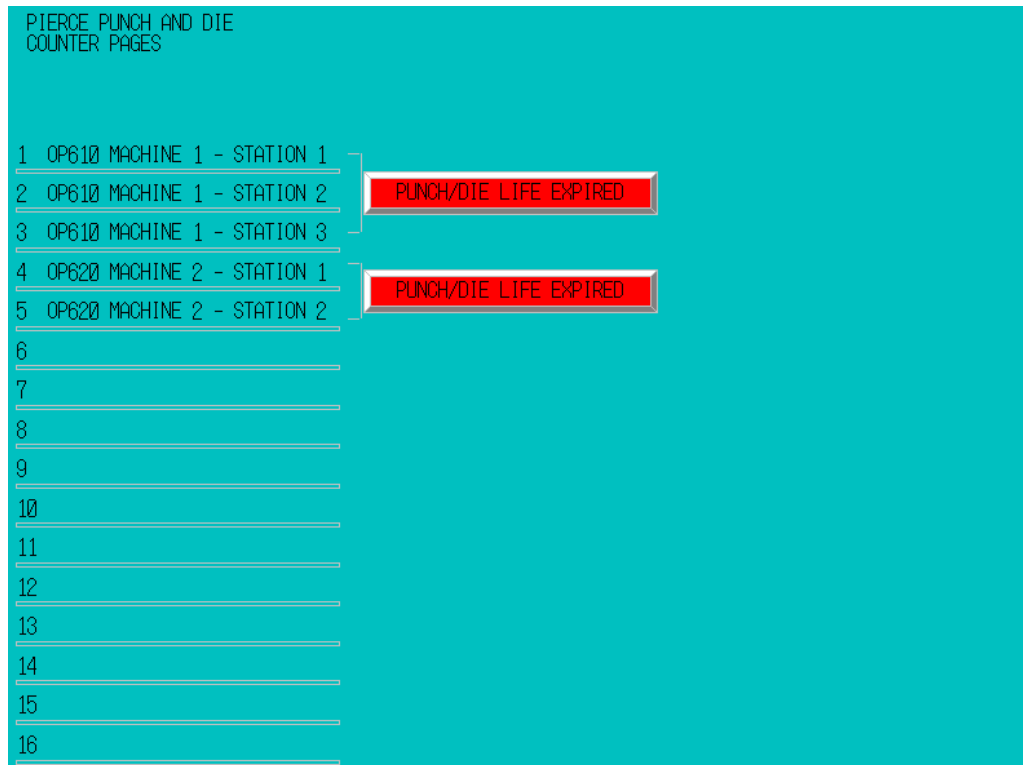 PIERCE PUNCH AND DIE
COUNTER PAGES
1 OP610 MACHINE 1 - STATION 1
2 OP610 MACHINE 1 - STATION 2
PUNCH/DIE LIFE EXPIRED
3 OP610 MACHINE 1 - STATION 3
4 OP620 MACHINE 2 - STATION 1
PUNCH/DIE LIFE EXPIRED
5 OP620 MACHINE 2 - STATION 2
6
7
8
9
10
11
12
13
14
15
16